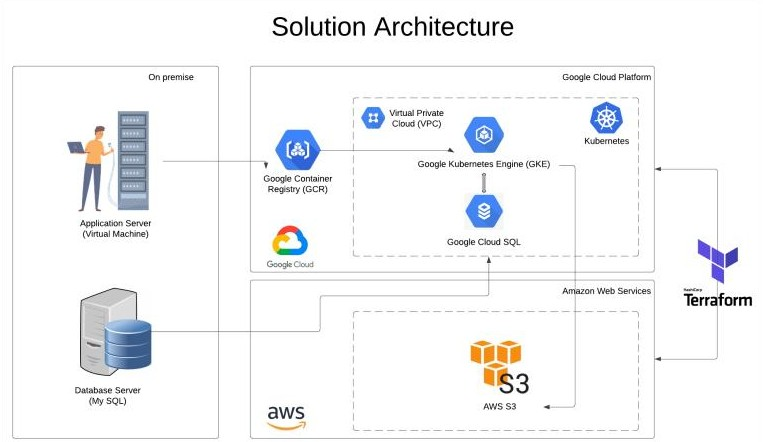 Solution Architecture
On premise
Google Cloud Platform
Virtual Private
Cloud (VPC)
Kubernetes
Google Kubernetes Engine (GKE)
Google Container
Registry (GCR)
Application Server
(Virtual Machine)
Google Cloud SQL
Google Cloud
HashiCorp
Terraform
Amazon Web Services
Database Server
(My SQL)
S3
AWS S3
aws